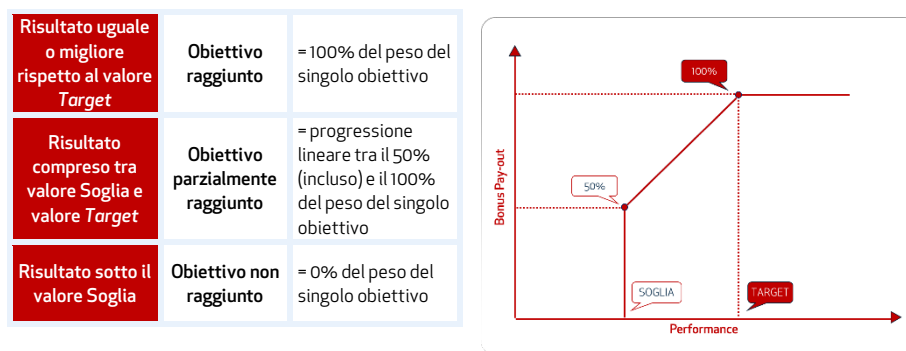 Risultato uguale
o migliore
rispetto al valore
Target
Obiettivo
raggiunto
= 100% del peso del
singolo obiettivo
Risultato
compreso tra
valore Soglia e
valore Target
Obiettivo
parzialmente
raggiunto
= progressione
lineare tra il 50%
(incluso) e il 100%
del peso del singolo
obiettivo
Risultato sotto il
valore Soglia
Obiettivo non
raggiunto
= 0% del peso del
singolo obiettivo
100%
50%
Bonus Pay-out
SOGLIA
TARGET
Performance